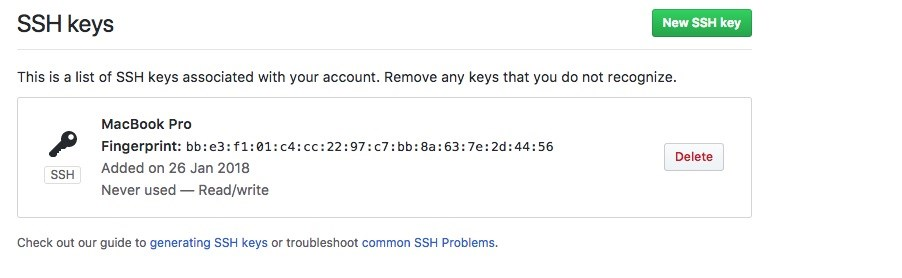 SSH keys
New SSH key
This is a list of SSH keys associated with your account. Remove any keys that you do not recognize.
MacBook Pro
Fingerprint: bb:e3:f1:01:c4:cc:22:97:c7:bb:8a:63:7e:2d:44:56
SSH
Added on 26 Jan 2018
Never used — Read/write
Delete
Check out our guide to generating SSH keys or troubleshoot common SSH Problems.